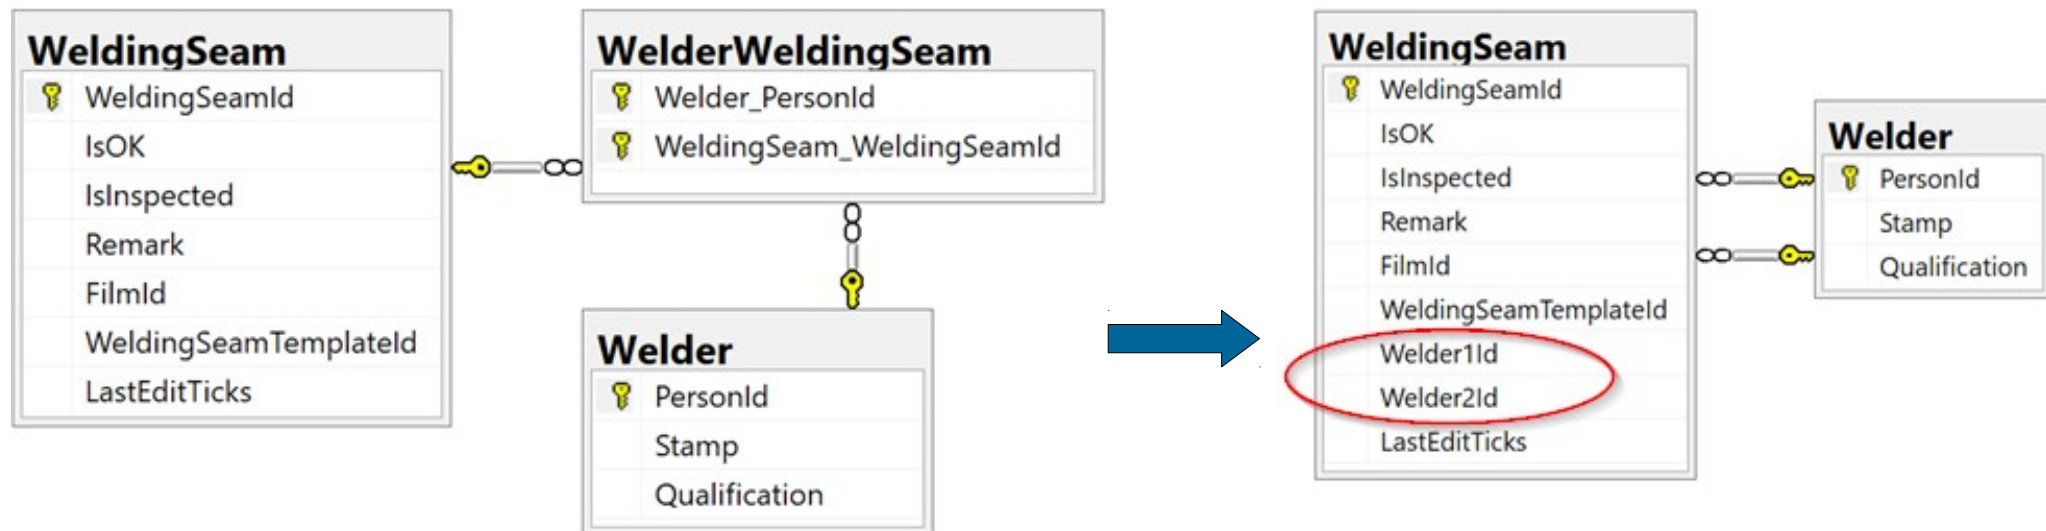 WeldingSeam
WeldingSeamId
IsOK
IsInspected
Remark
FilmId
WeldingSeamTemplateId
LastEditTicks
WelderWeldingSeam
Welder_PersonId
WeldingSeam_WeldingSeamId
Welder
PersonId
Stamp
Qualification
WeldingSeam
WeldingSeamId
IsOK
IsInspected
Remark
FilmId
WeldingSeamTemplateId
Welder1Id
Welder2Id
LastEditTicks
Welder
PersonId
Stamp
Qualification